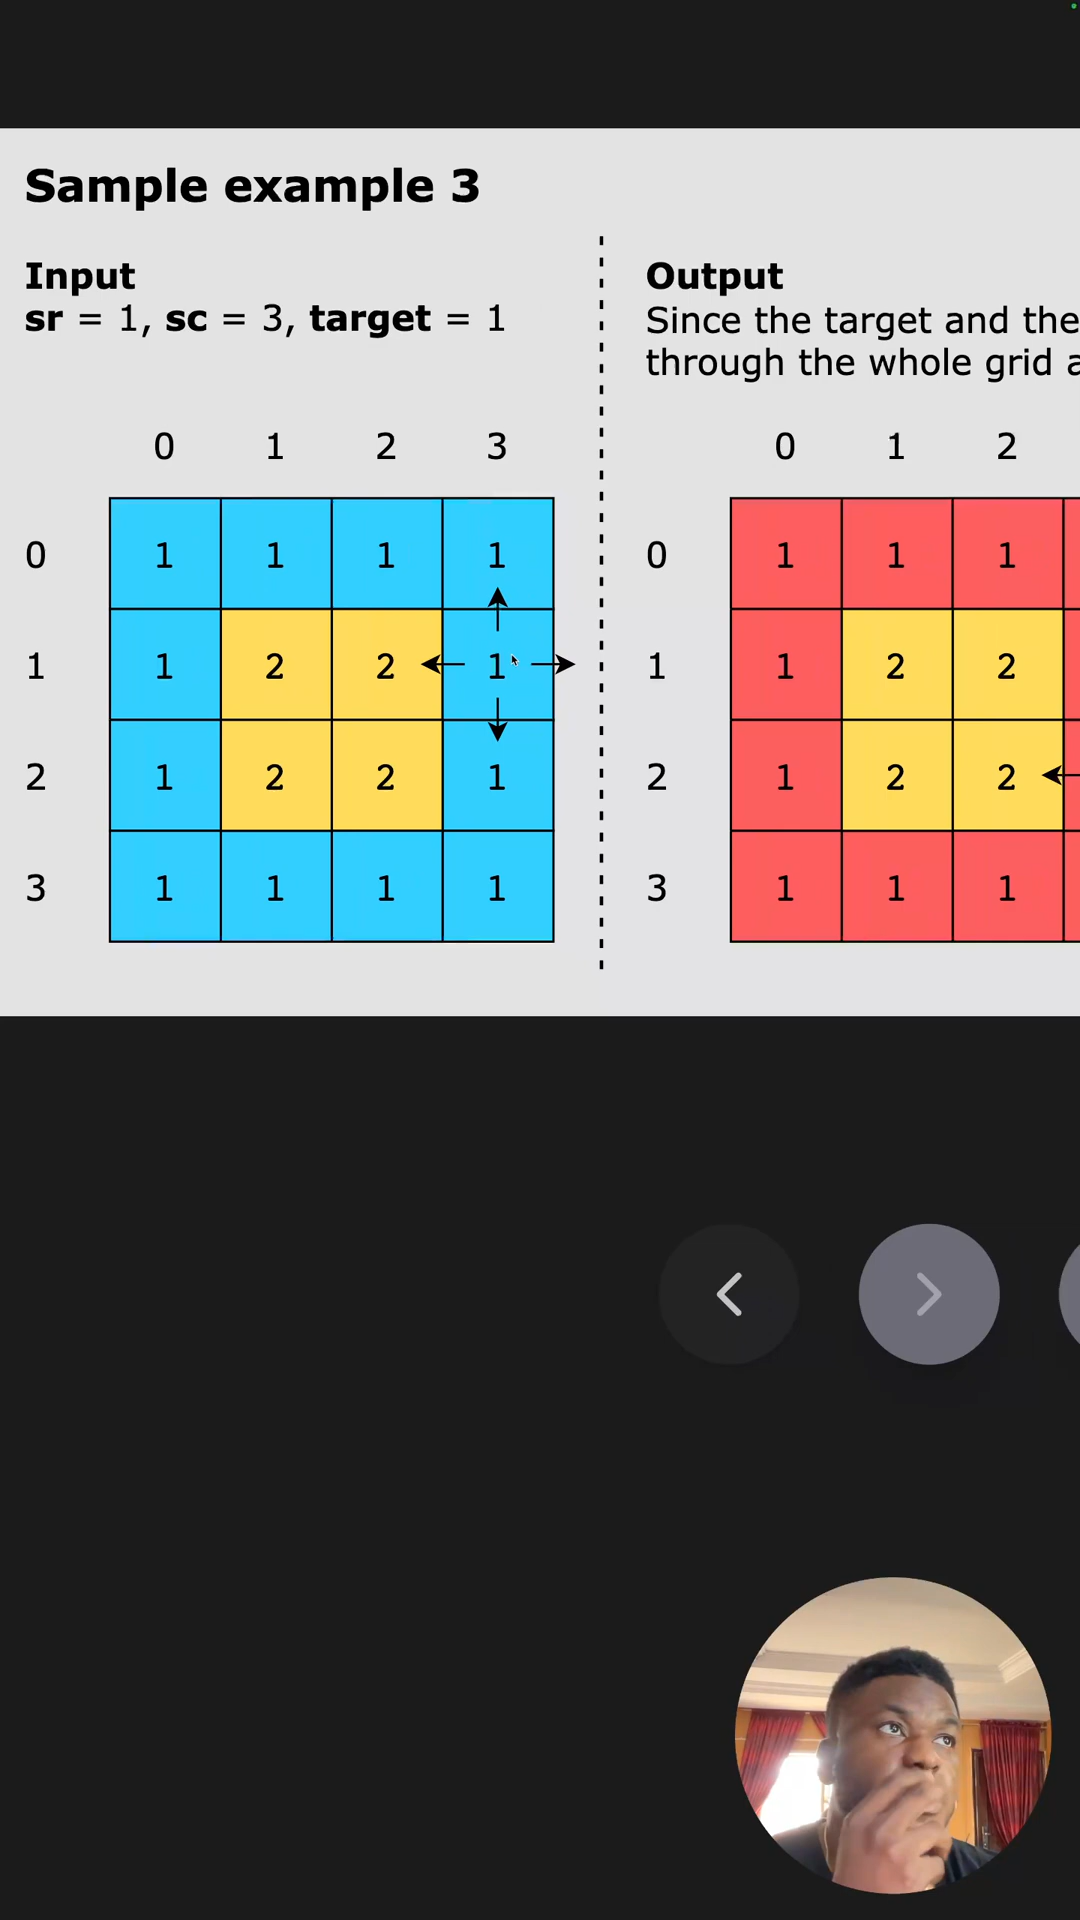 Sample example 3
Input
sr = 1, sc = 3, target = 1
0 1 2 3
0 1 1 1 1
1 1 2 2 1
2 1 2 2 1
3 1 1 1 1
Output
Since the target and the
through the whole grid a
0 1 2
0 1 1 1
1 1 2 2
2 1 2 2
3 1 1 1